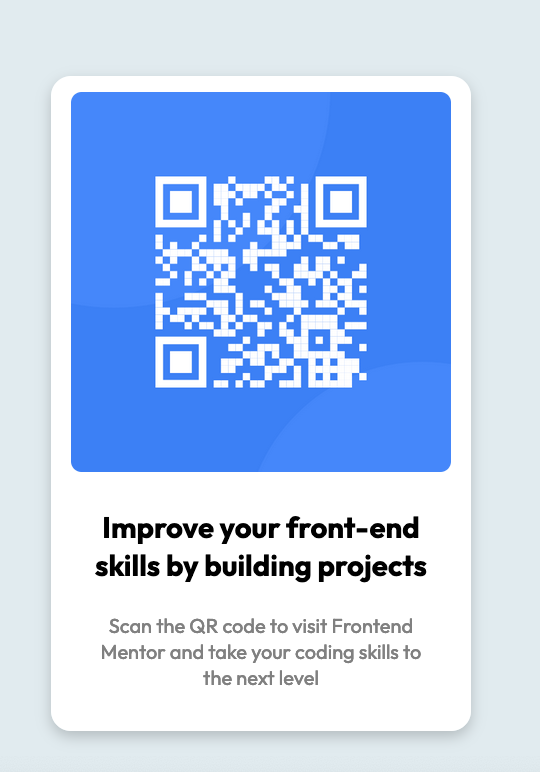 Improve your front-end
skills by building projects
Scan the QR code to visit Frontend
Mentor and take your coding skills to
the next level